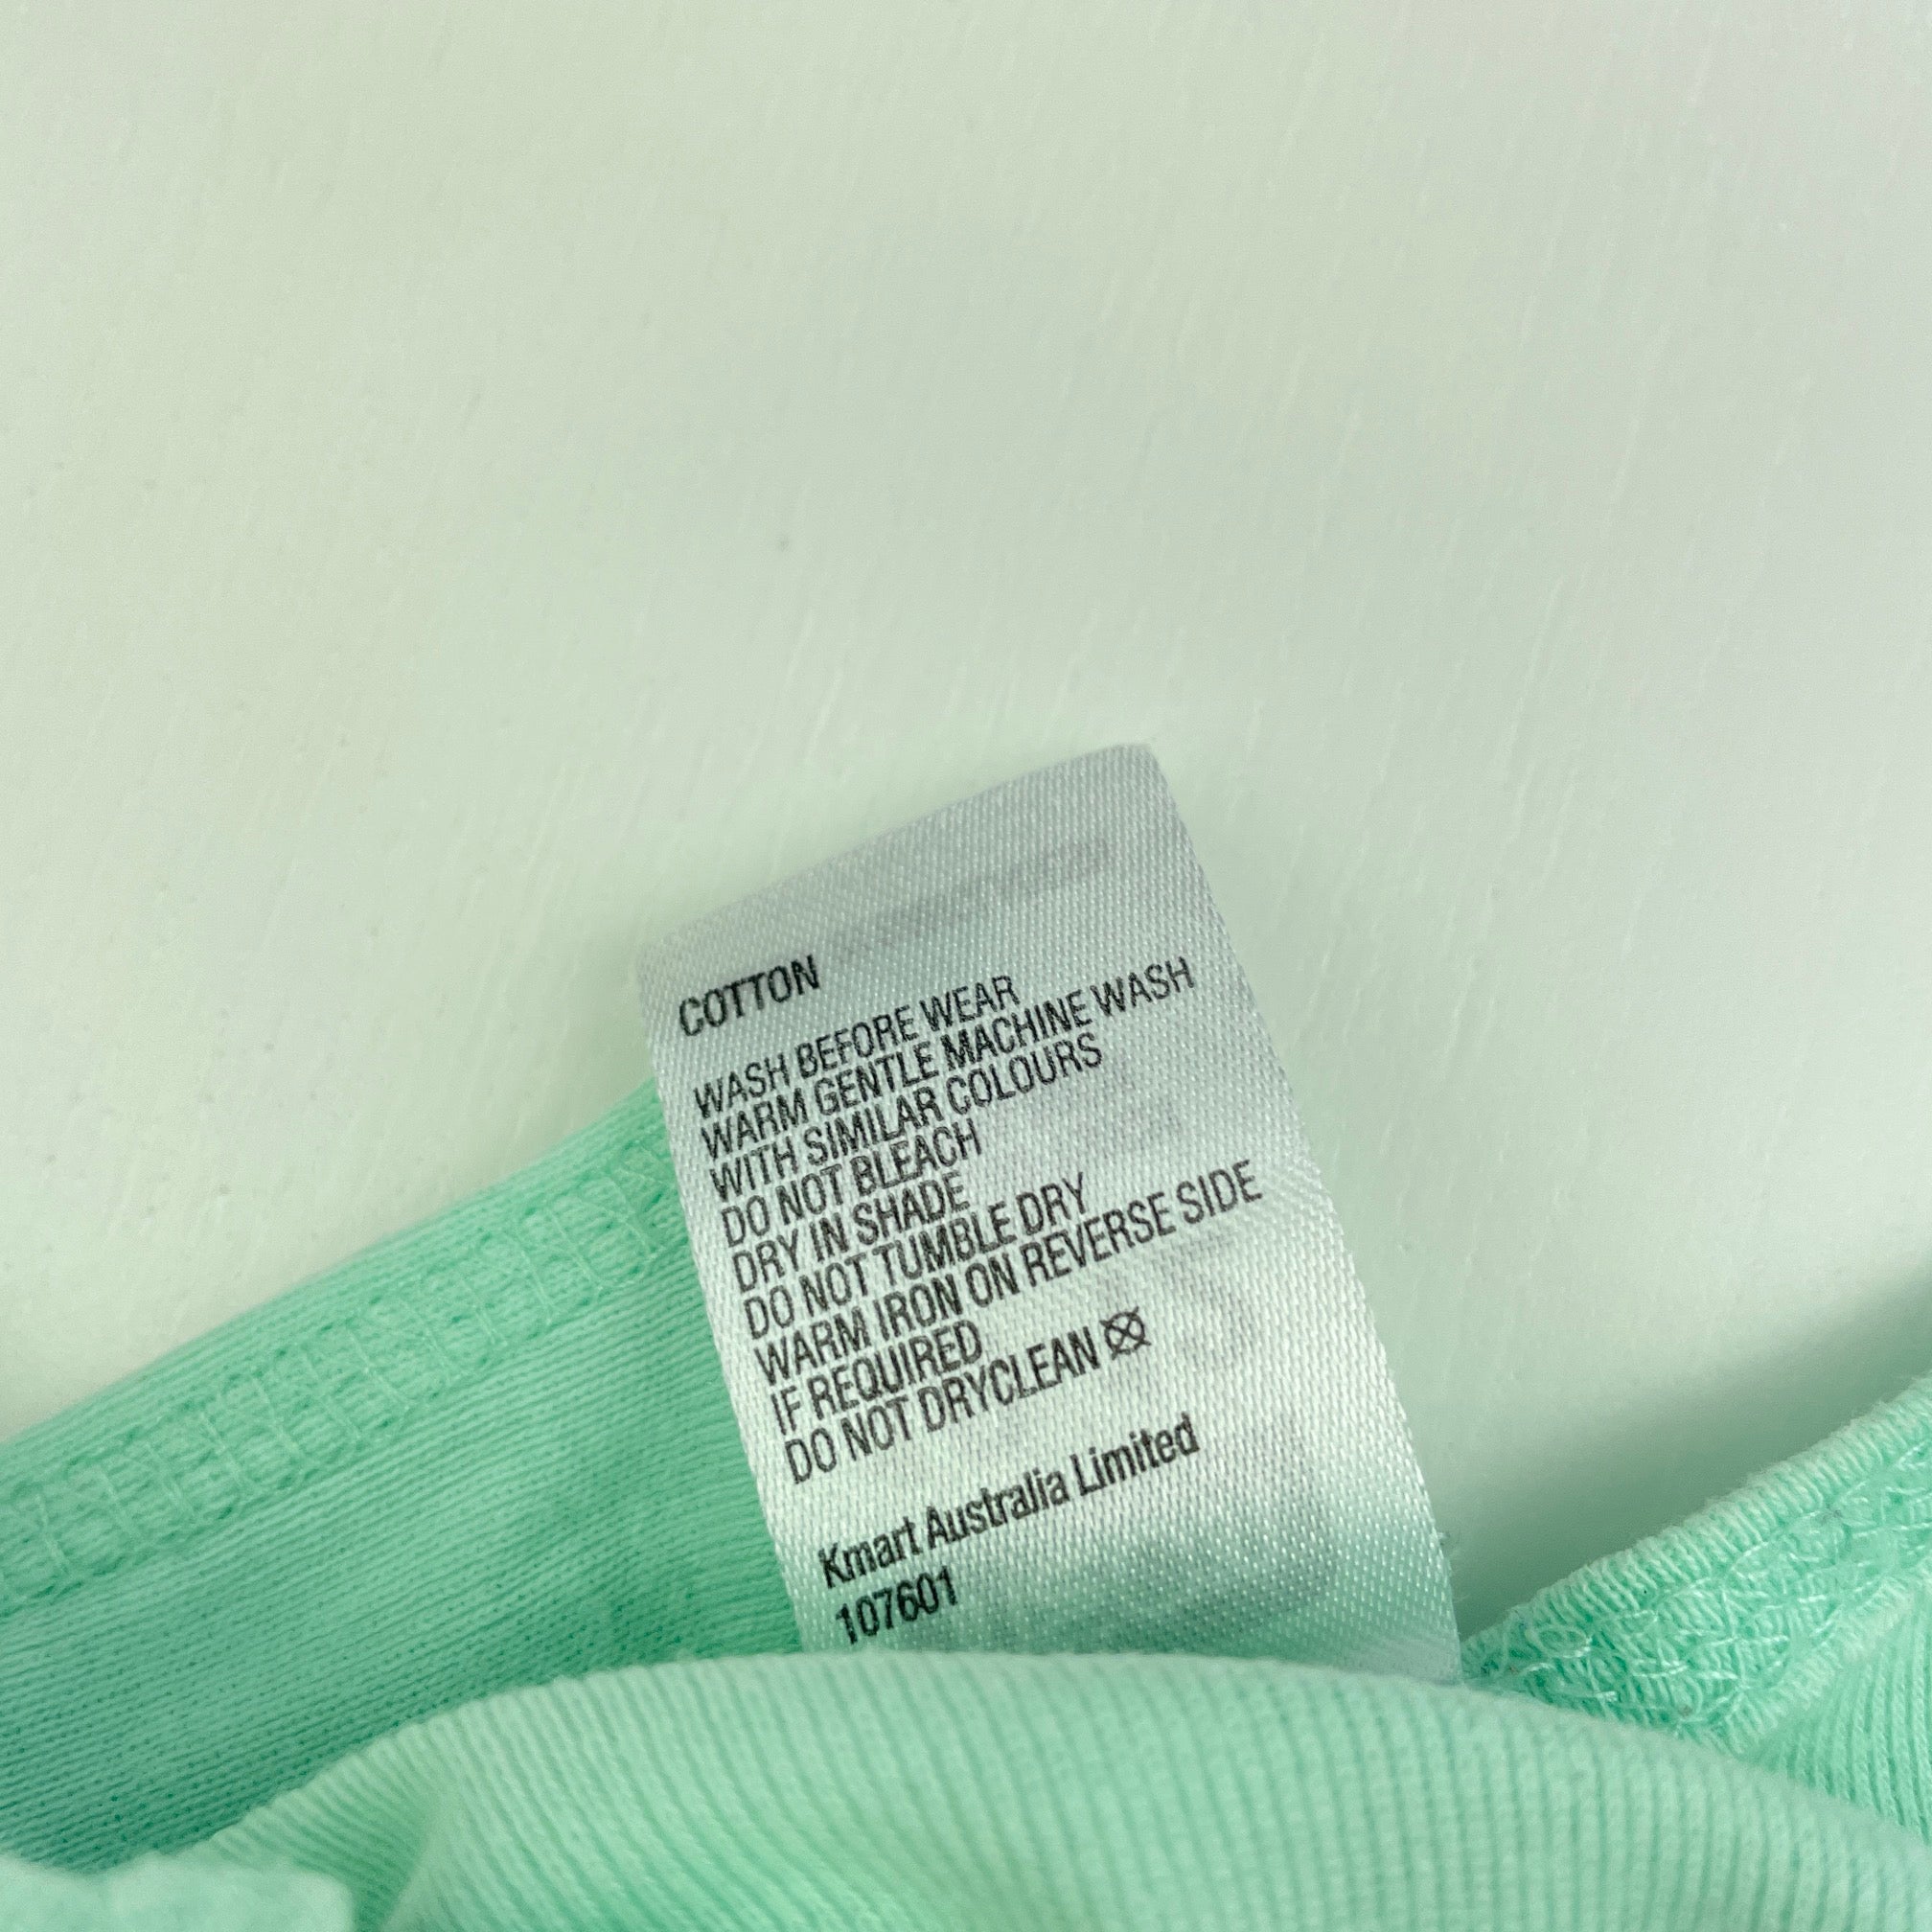 COTTON
WASH BEFORE WEAR
WARM GENTLE MACHINE WASH
WITH SIMILAR COLOURS
DO NOT BLEACH
DRY IN SHADE
DO NOT TUMBLE DRY
WARM IRON ON REVERSE SIDE
IF REQUIRED
DO NOT DRYCLEAN
Kmart Australia Limited
107601